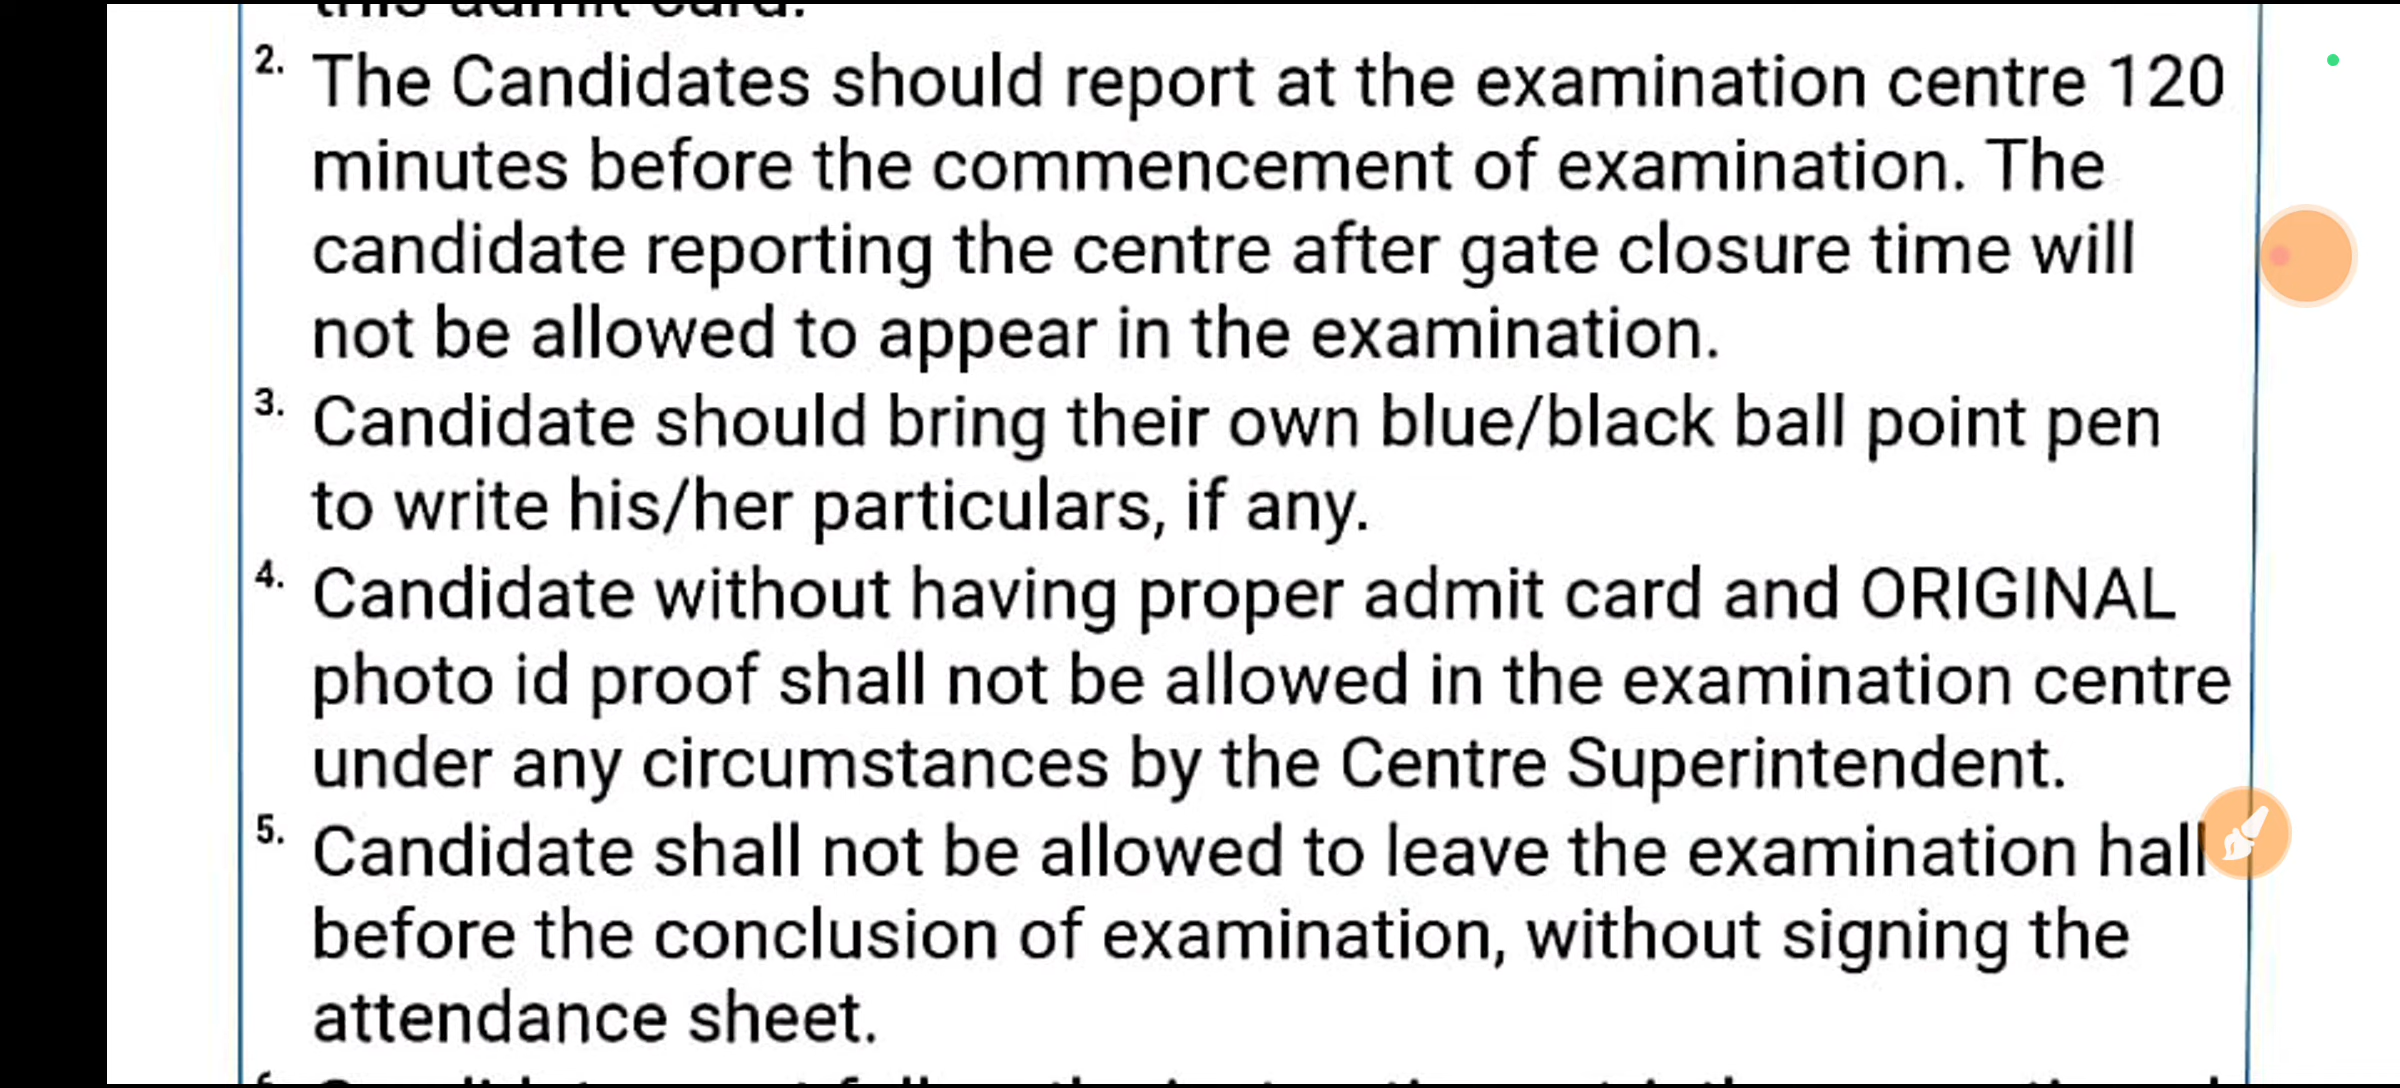 this admit card.
2. The Candidates should report at the examination centre 120
minutes before the commencement of examination. The
candidate reporting the centre after gate closure time will
not be allowed to appear in the examination.
3. Candidate should bring their own blue/black ball point pen
to write his/her particulars, if any.
4. Candidate without having proper admit card and ORIGINAL
photo id proof shall not be allowed in the examination centre
under any circumstances by the Centre Superintendent.
5. Candidate shall not be allowed to leave the examination hall
before the conclusion of examination, without signing the
attendance sheet.